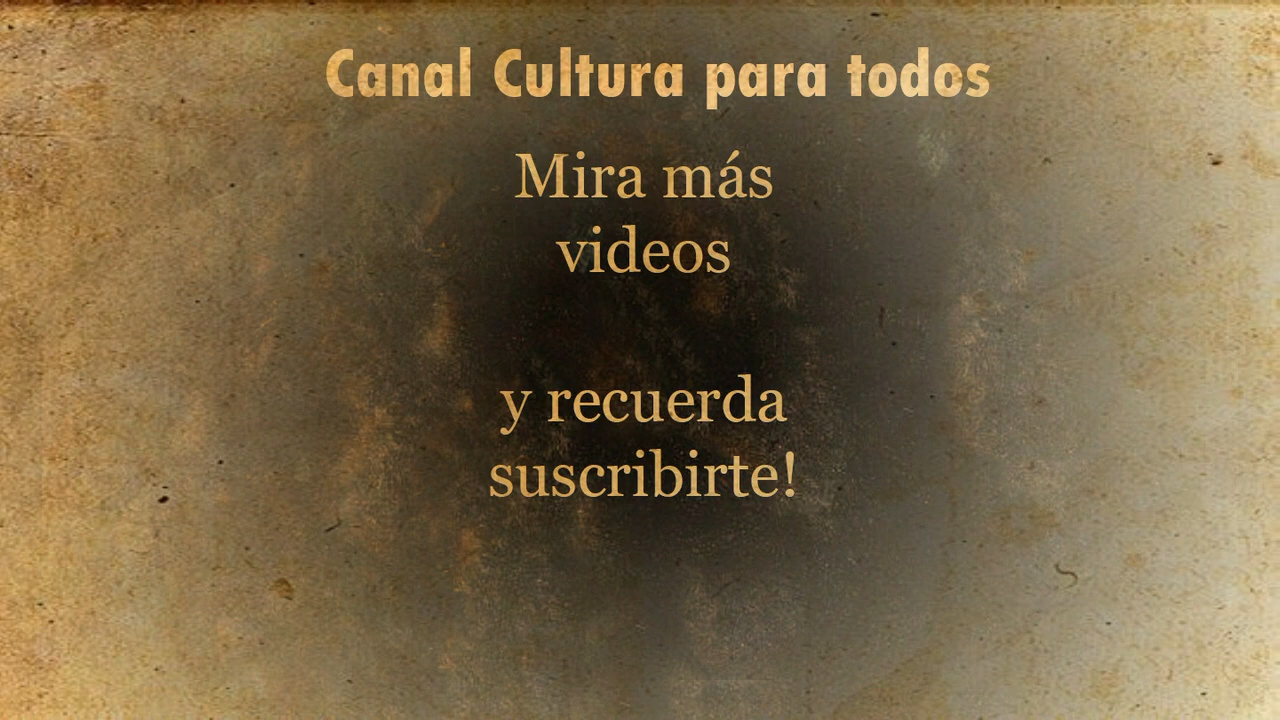 Canal Cultura para todos
Mira más
videos
y recuerda
suscribirte!